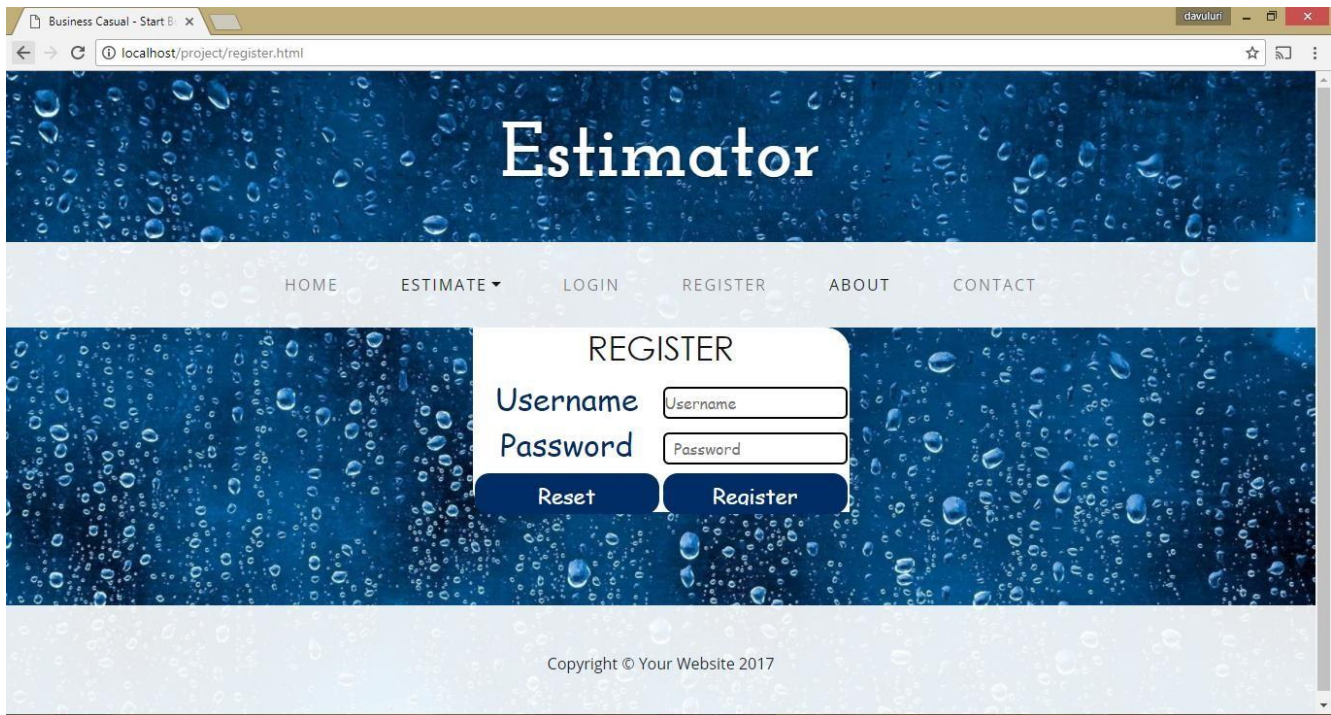 Business Casual - Start B
davuluri
localhost/project/register.html
Estimator
HOME ESTIMATE LOGIN REGISTER ABOUT CONTACT
REGISTER
Username Username
Password Password
Reset Register
Copyright © Your Website 2017